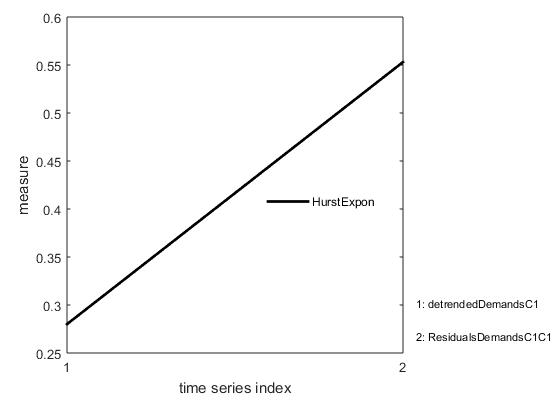 0.6
0.55
0.5
0.45
0.4
0.35
0.3
0.25
measure
HurstExpon
1
2
time series index
1: detrendedDemandsC1
2: ResidualsDemandsC1C1